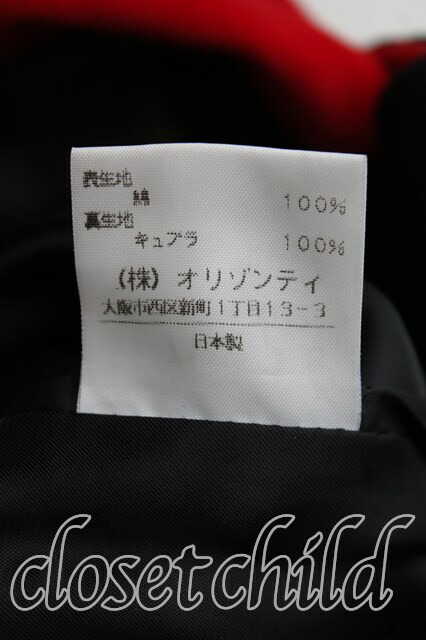 表生地
綿 100%
裏生地
キュプラ 100%
(株) オリゾンティ
大阪市西区新町1丁目13-3
日本製
closet child